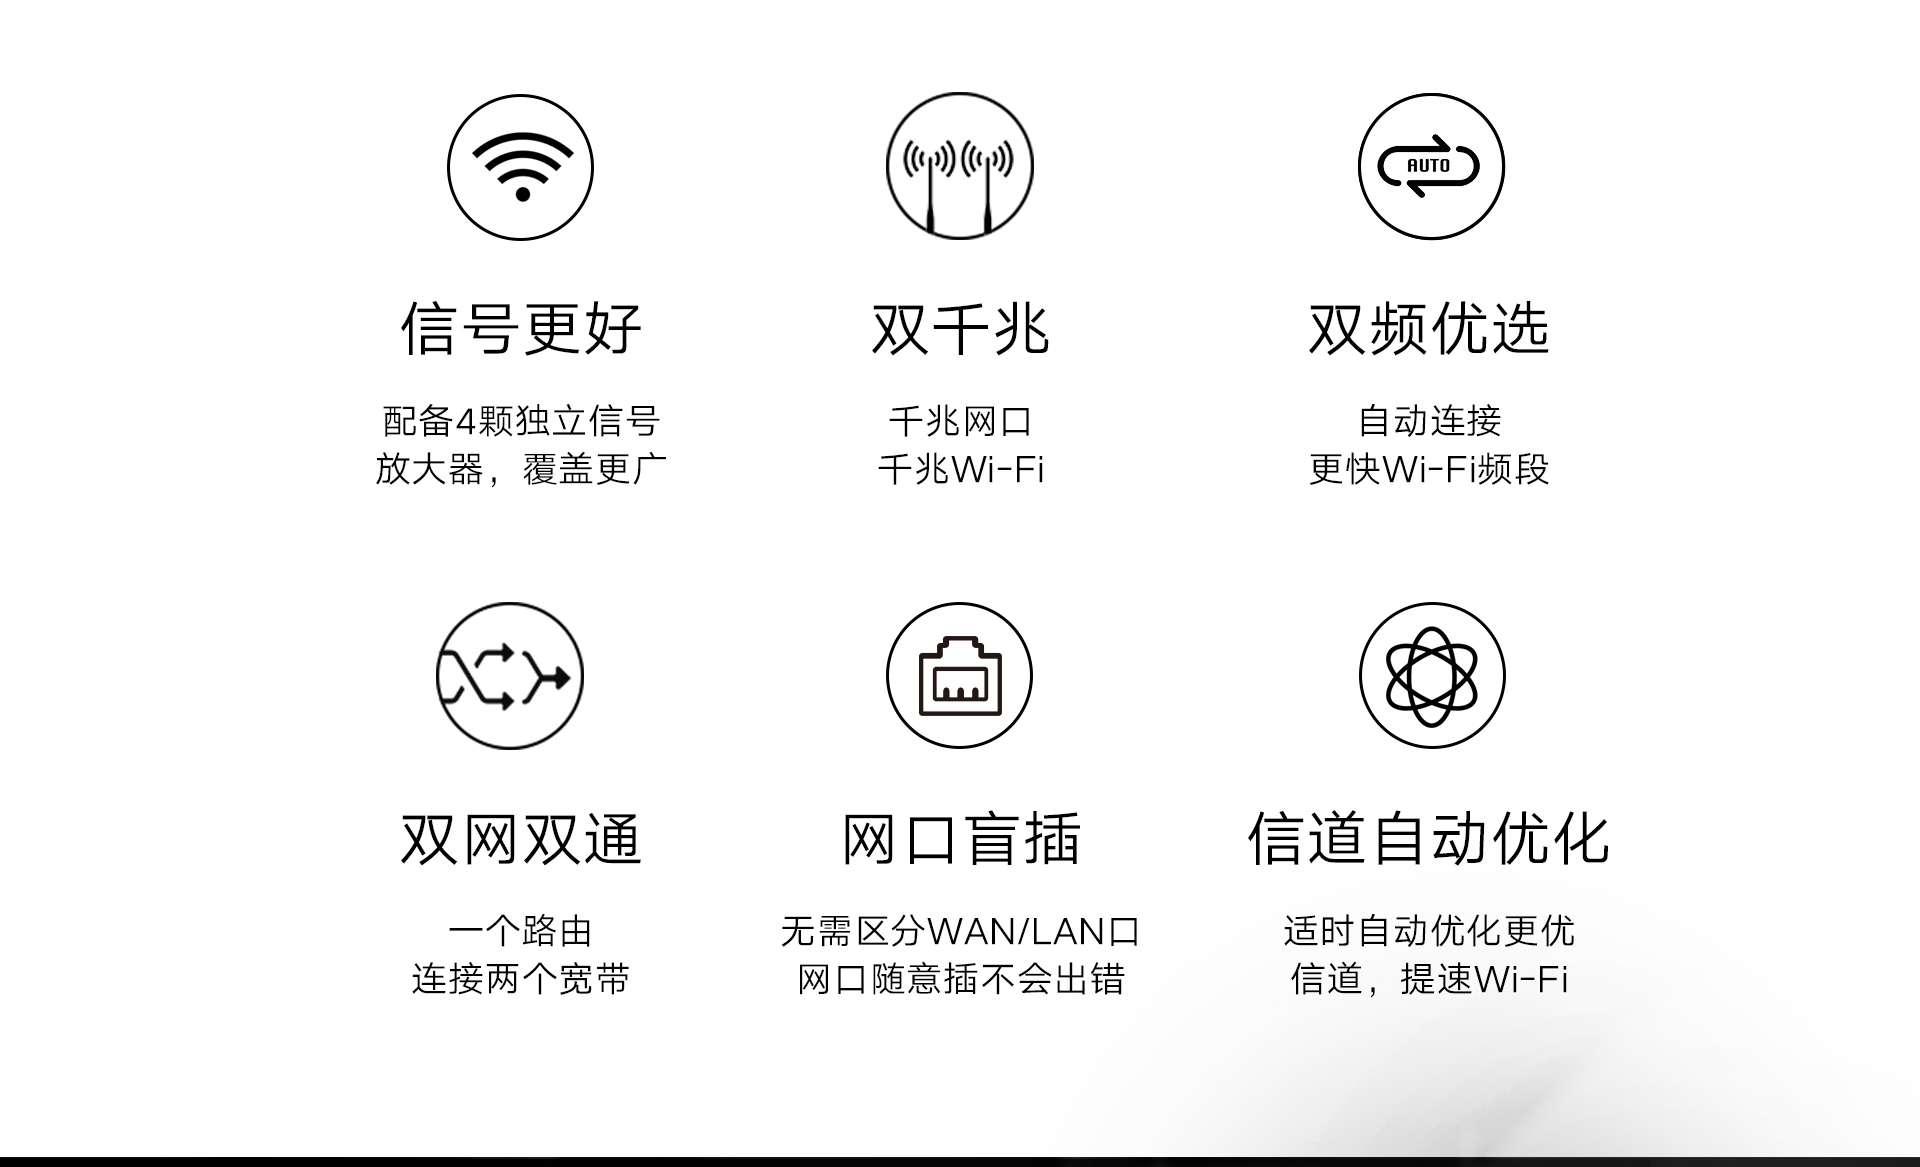 AUTO
信号更好
双千兆
双频优选
配备4颗独立信号
放大器，覆盖更广
千兆网口
千兆Wi-Fi
自动连接
更快Wi-Fi频段
双网双通
网口盲插
信道自动优化
一个路由
连接两个宽带
无需区分WAN/LAN口
网口随意插不会出错
适时自动优化更优
信道，提速Wi-Fi